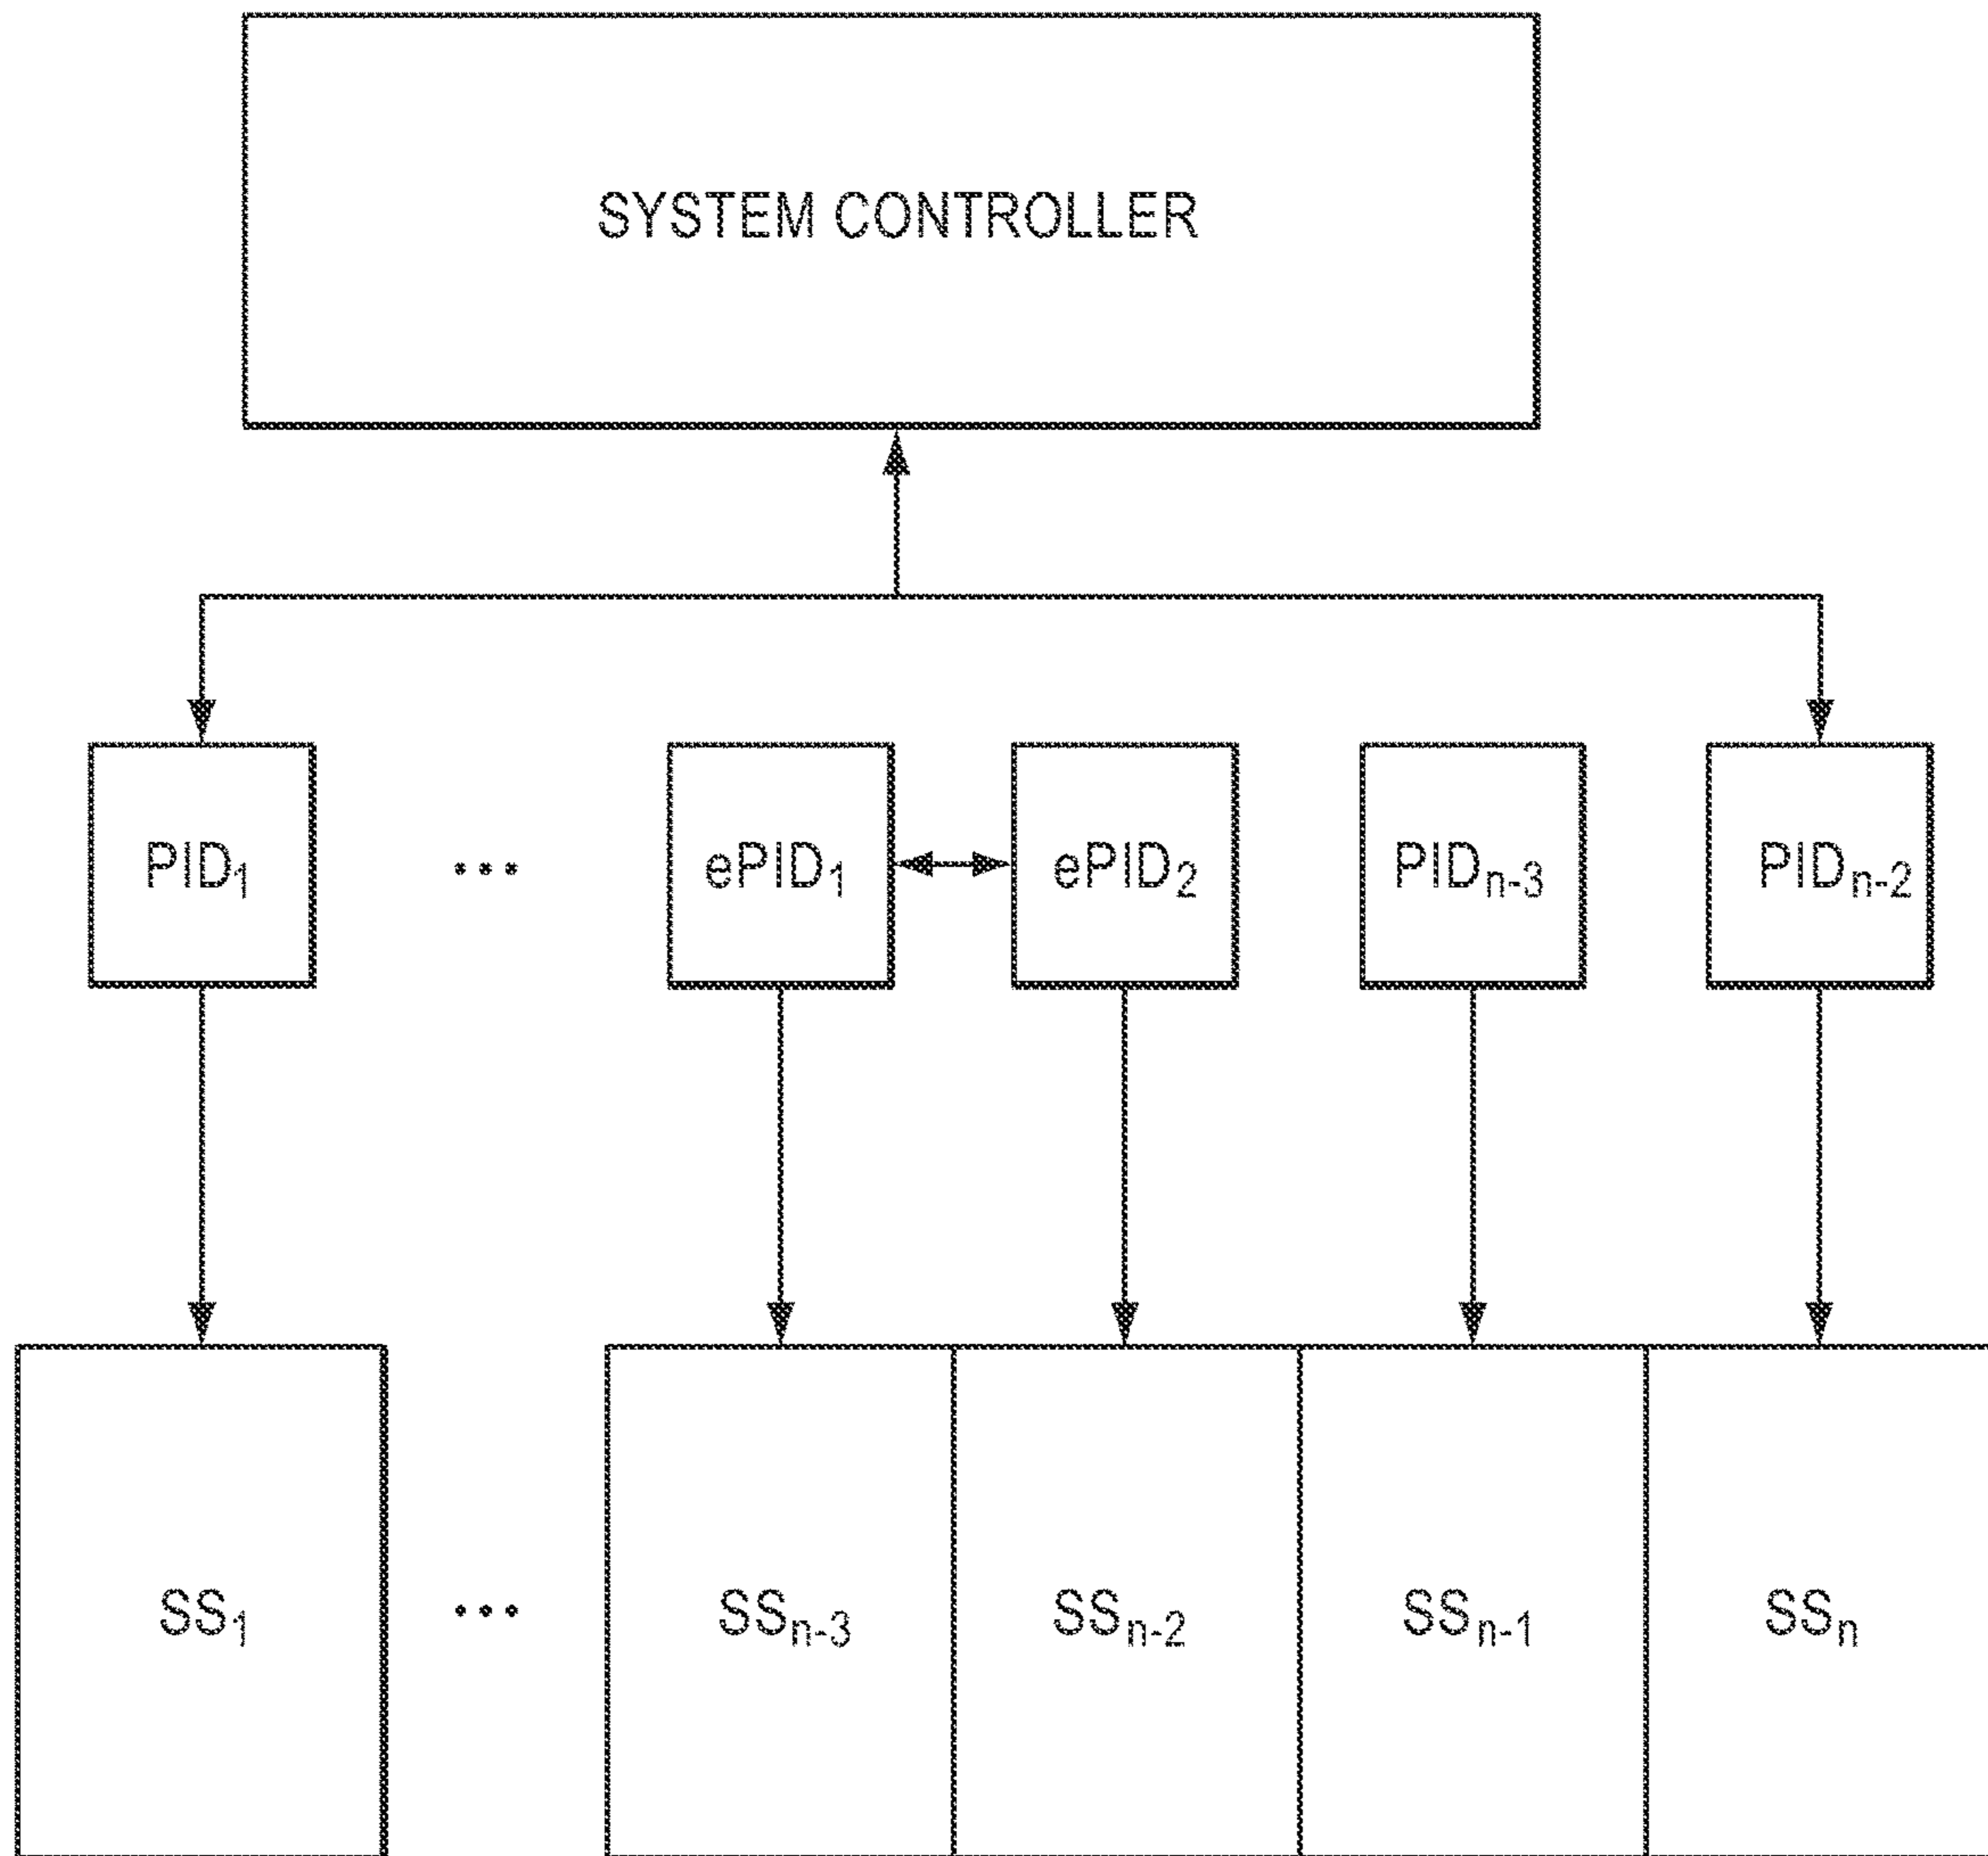 SYSTEM CONTROLLER
PID₁ ... ePID₁ ePID₂ PIDₙ₋₃ PIDₙ₋₂
SS₁ ... SSₙ₋₃ SSₙ₋₂ SSₙ₋₁ SSₙ